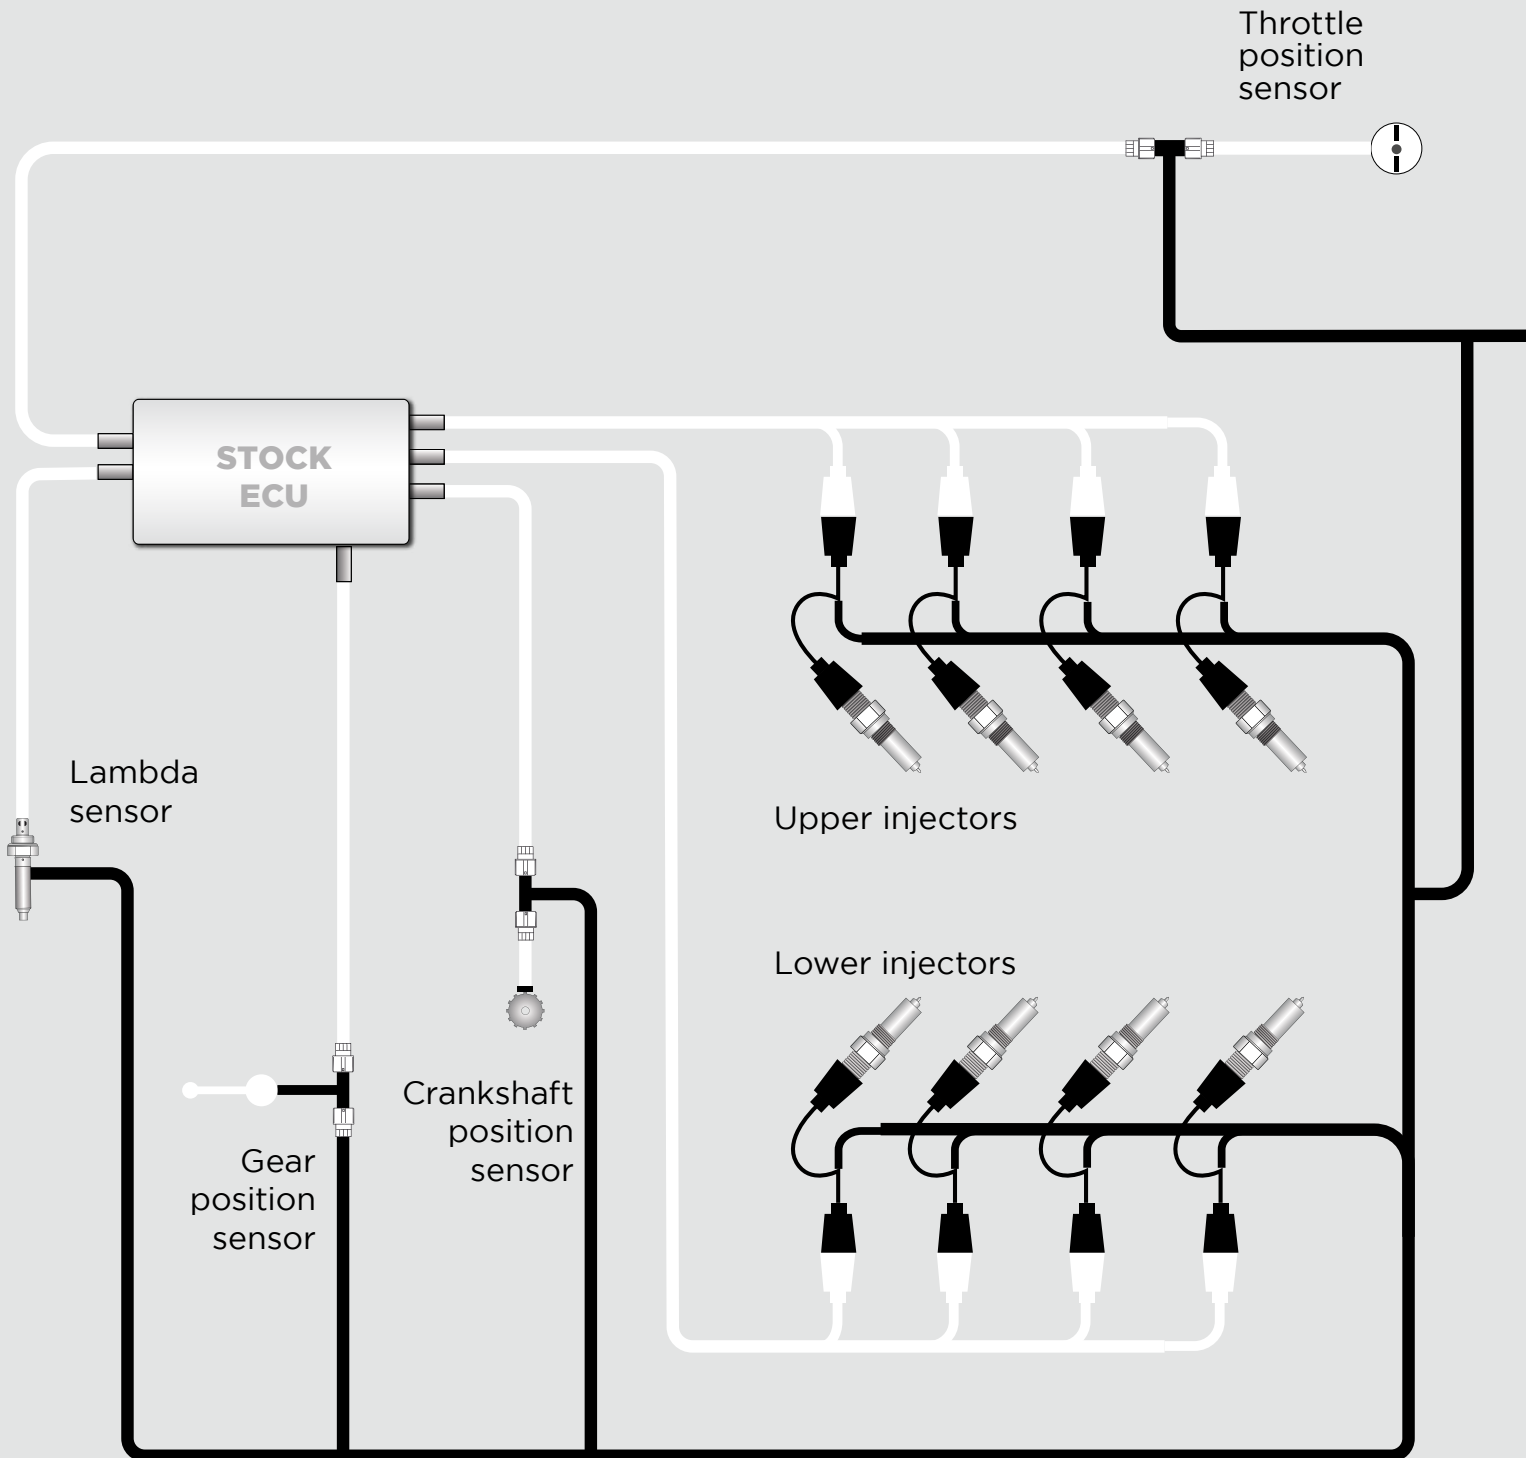 Throttle
position
sensor
STOCK
ECU
Lambda
sensor
Upper injectors
Lower injectors
Crankshaft
position
sensor
Gear
position
sensor